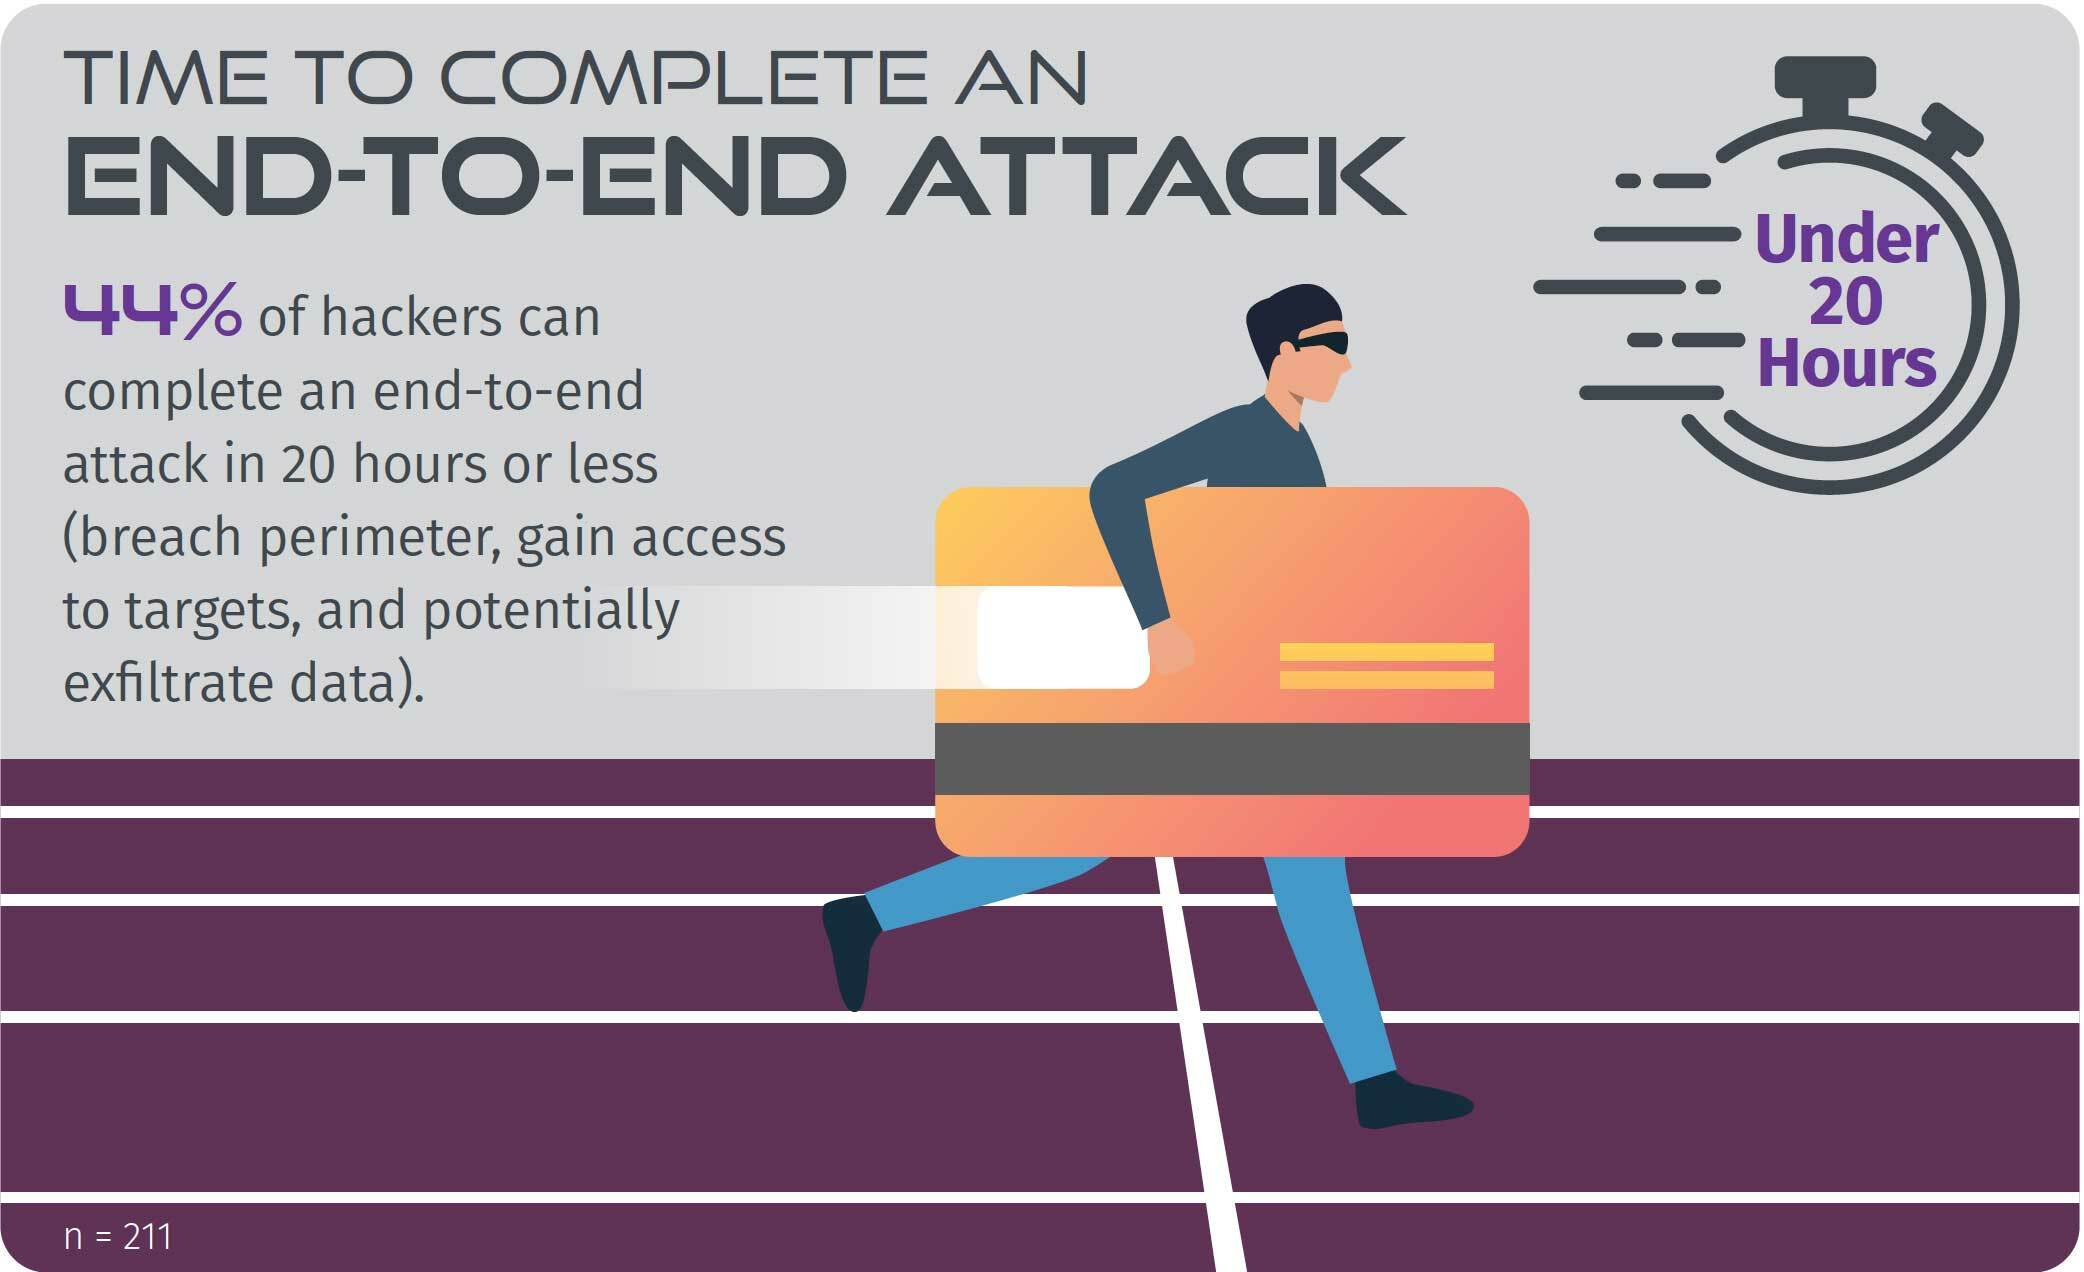 TIME TO COMPLETE AN
END-TO-END ATTACK
44% of hackers can
complete an end-to-end
attack in 20 hours or less
(breach perimeter, gain access
to targets, and potentially
exfiltrate data).
Under
20
Hours
n = 211